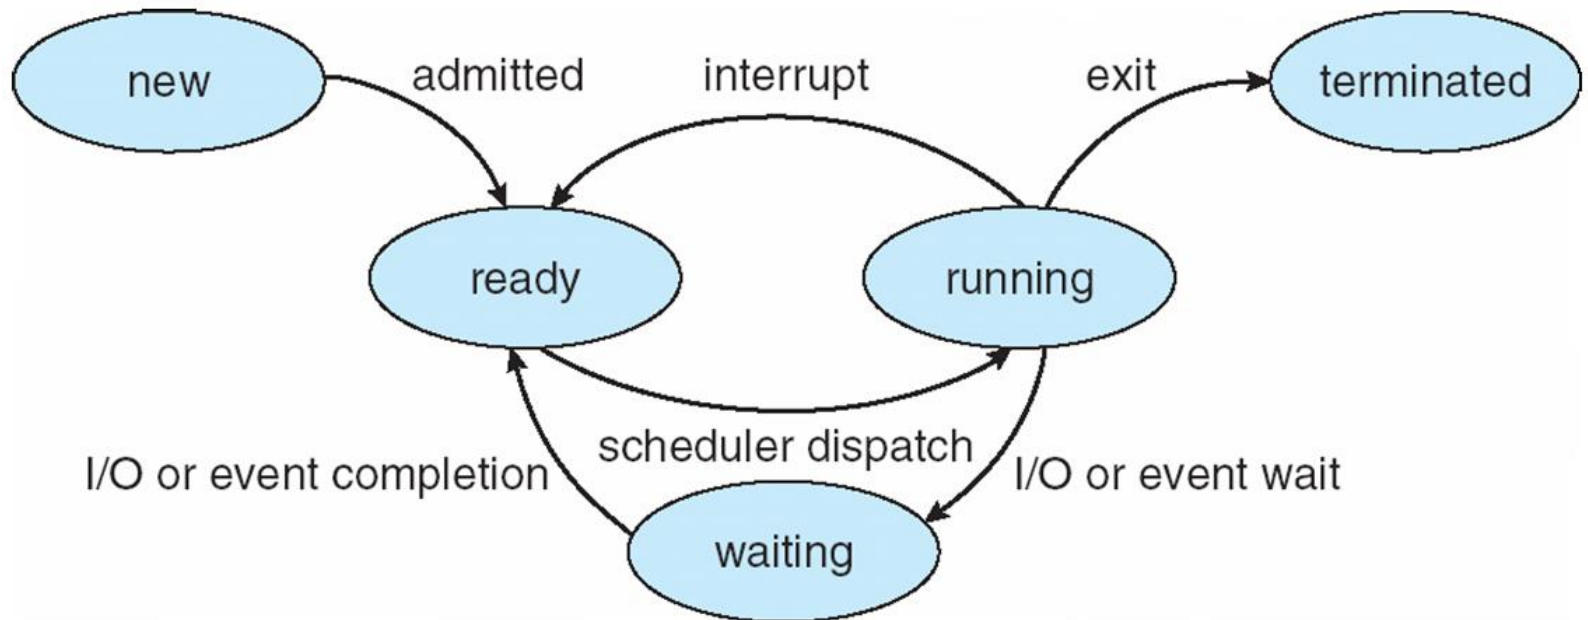 new
admitted
interrupt
exit
terminated
ready
running
scheduler dispatch
I/O or event completion
I/O or event wait
waiting